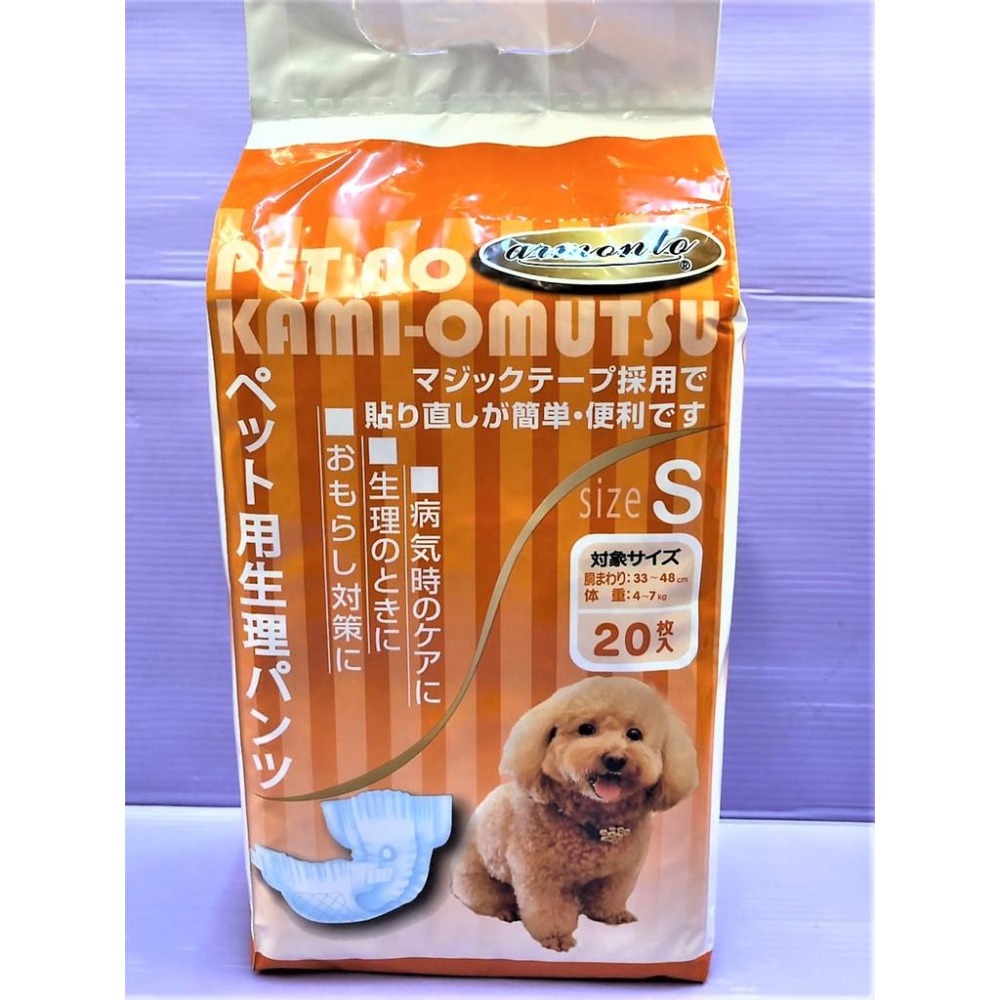 armonto
®
PET NO
KAMI-OMUTSU
マジックテープ採用で
貼り直しが簡単・便利です
ペット用生理パンツ
■病気時のケアに
■生理のときに
■おもらし対策に
size S
対象サイズ
胴まわり:33～48cm
体 重:4～7kg
20枚入